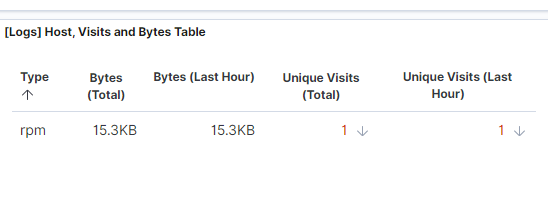 [Logs] Host, Visits and Bytes Table
Type ↑ Bytes (Total) Bytes (Last Hour) Unique Visits (Total) Unique Visits (Last Hour)
rpm 15.3KB 15.3KB 1 ↓ 1 ↓